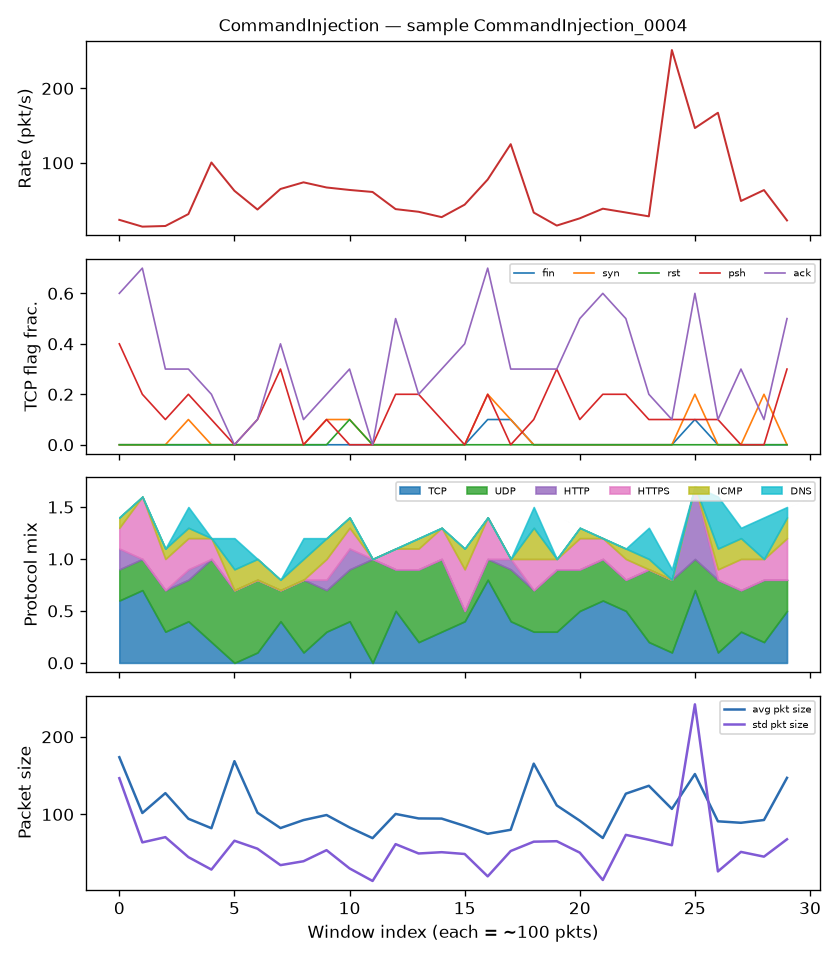 CommandInjection — sample CommandInjection_0004
Rate (pkt/s)
200
100
TCP flag frac.
0.6
0.4
0.2
0.0
fin syn rst psh ack
Protocol mix
1.5
1.0
0.5
0.0
TCP UDP HTTP HTTPS ICMP DNS
Packet size
200
100
avg pkt size
std pkt size
0 5 10 15 20 25 30
Window index (each = ~100 pkts)